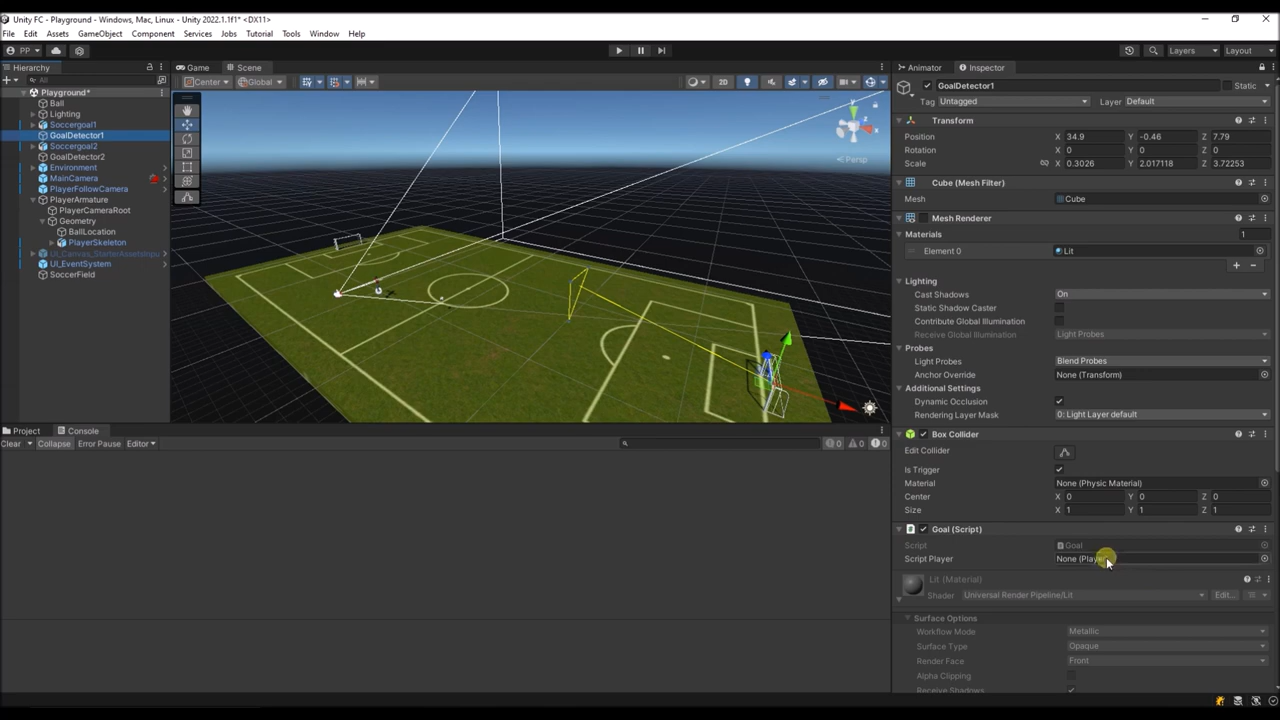 Unity FC - Playground - Windows, Mac, Linux - Unity 2022.1.1f1* <DX11>
File Edit Assets GameObject Component Services Jobs Tutorial Tools Window Help
PP Layers Layout
Hierarchy
All
Playground*
Ball
Lighting
Soccergoal1
GoalDetector1
Soccergoal2
GoalDetector2
Environment
MainCamera
PlayerFollowCamera
PlayerArmature
PlayerCameraRoot
Geometry
BallLocation
PlayerSkeleton
UI_Canvas_StarterAssetsInpu
UI_EventSystem
SoccerField
Game Scene
Center Global 2D
y
x
Persp
Project Console
Clear Collapse Error Pause Editor 0 0 0
Animator Inspector
GoalDetector1 Static
Tag Untagged Layer Default
Transform
Position X 34.9 Y -0.46 Z 7.79
Rotation X 0 Y 0 Z 0
Scale X 0.3026 Y 2.017118 Z 3.72253
Cube (Mesh Filter)
Mesh Cube
Mesh Renderer
Materials 1
Element 0 Lit
Lighting
Cast Shadows On
Static Shadow Caster
Contribute Global Illumination
Receive Global Illumination Light Probes
Probes
Light Probes Blend Probes
Anchor Override None (Transform)
Additional Settings
Dynamic Occlusion
Rendering Layer Mask 0: Light Layer default
Box Collider
Edit Collider
Is Trigger
Material None (Physic Material)
Center X 0 Y 0 Z 0
Size X 1 Y 1 Z 1
Goal (Script)
Script Goal
Script Player None (Player)
Lit (Material)
Shader Universal Render Pipeline/Lit Edit...
Surface Options
Workflow Mode Metallic
Surface Type Opaque
Render Face Front
Alpha Clipping
Receive Shadows